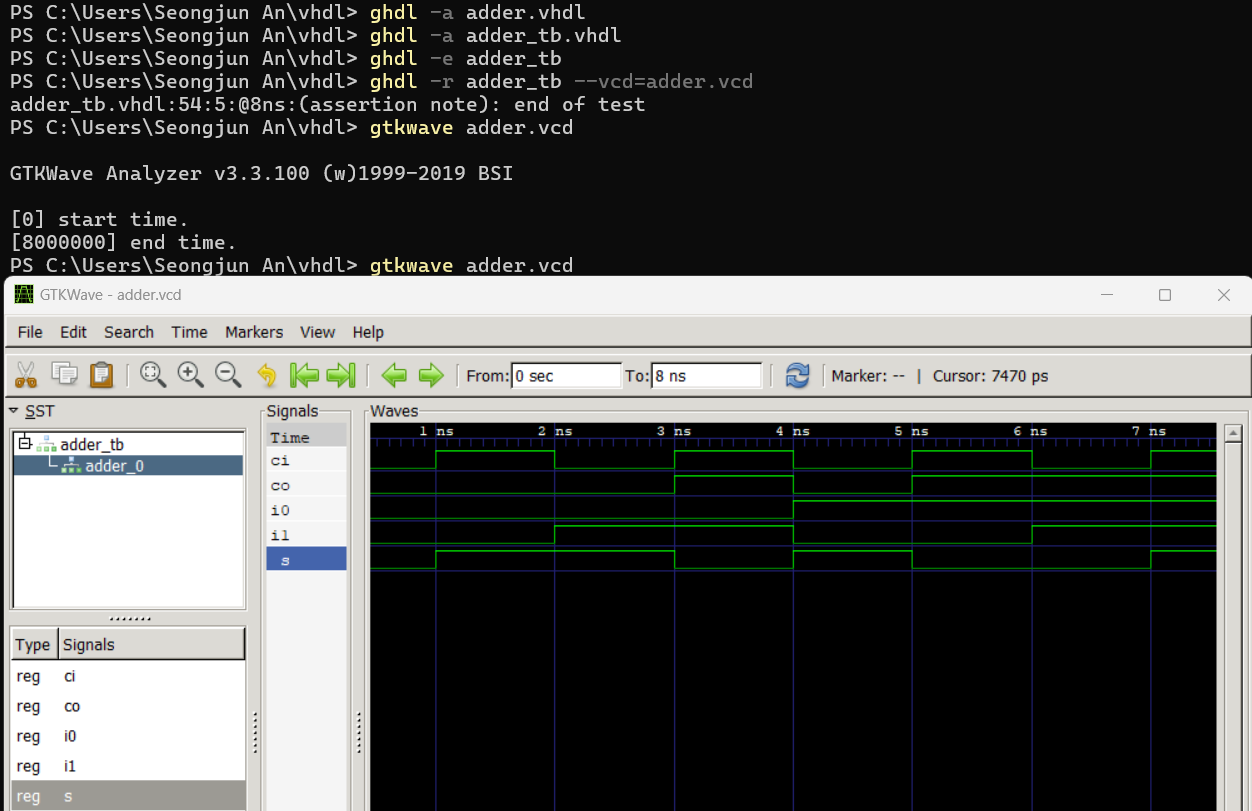 PS C:\Users\Seongjun An\vhdl> ghdl -a adder.vhdl
PS C:\Users\Seongjun An\vhdl> ghdl -a adder_tb.vhdl
PS C:\Users\Seongjun An\vhdl> ghdl -e adder_tb
PS C:\Users\Seongjun An\vhdl> ghdl -r adder_tb --vcd=adder.vcd
adder_tb.vhdl:54:5:@8ns:(assertion note): end of test
PS C:\Users\Seongjun An\vhdl> gtkwave adder.vcd
GTKWave Analyzer v3.3.100 (w)1999-2019 BSI
[0] start time.
[8000000] end time.
PS C:\Users\Seongjun An\vhdl> gtkwave adder.vcd
GTKWave - adder.vcd
File Edit Search Time Markers View Help
From: 0 sec To: 8 ns Marker: -- | Cursor: 7470 ps
SST
adder_tb
adder_0
Type Signals
reg ci
reg co
reg i0
reg i1
reg s
Signals
Time
ci
co
i0
i1
s
Waves
1 ns 2 ns 3 ns 4 ns 5 ns 6 ns 7 ns